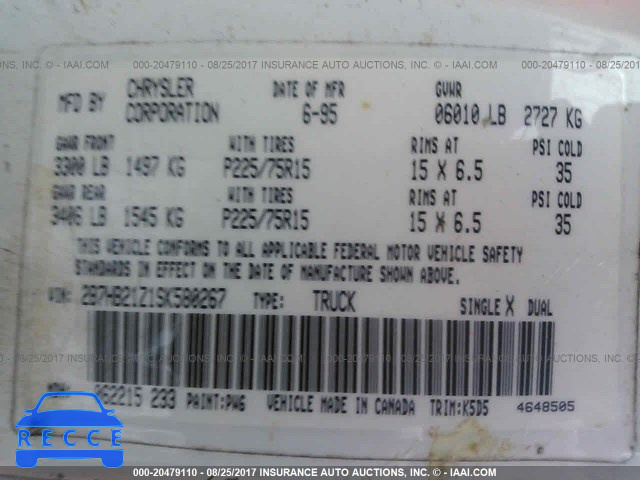 000-20479110 - 08/25/2017 INSURANCE AUTO AUCTIONS, INC. - © - IAAI.COM
MFD BY CHRYSLER CORPORATION DATE OF MFR 6-95 GVWR 06010 LB 2727 KG
GAWR FRONT WITH TIRES RIMS AT PSI COLD
3300 LB 1497 KG P225/75R15 15 X 6.5 35
GAWR REAR WITH TIRES RIMS AT PSI COLD
3406 LB 1545 KG P225/75R15 15 X 6.5 35
THIS VEHICLE CONFORMS TO ALL APPLICABLE FEDERAL MOTOR VEHICLE SAFETY
STANDARDS IN EFFECT ON THE DATE OF MANUFACTURE SHOWN ABOVE.
VIN: 2B7HB21Z1SK580267 TYPE: TRUCK SINGLE X DUAL
MDH: 062215 233 PAINT:PW6 VEHICLE MADE IN CANADA TRIM:K5D5 4648505
RECCE
000-20479110 - 08/25/2017 INSURANCE AUTO AUCTIONS, INC. - © - IAAI.COM